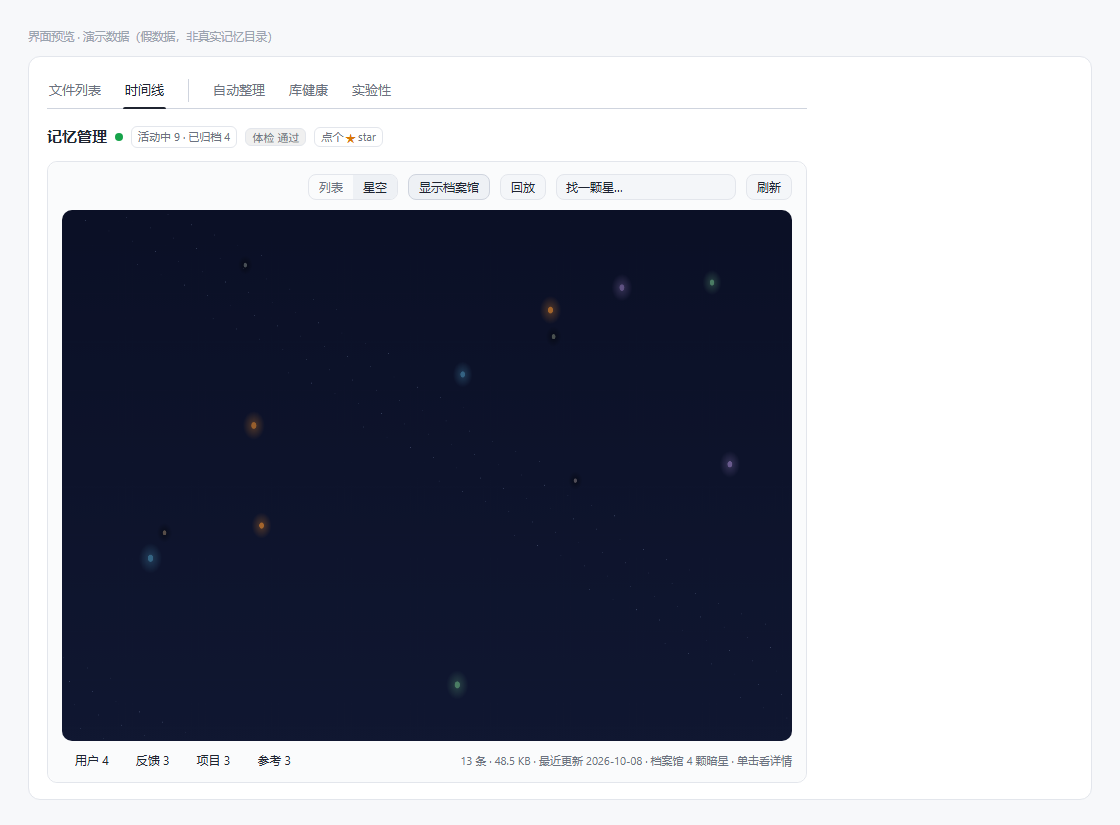 界面预览 · 演示数据（假数据，非真实记忆目录）
文件列表 时间线 自动整理 库健康 实验性
记忆管理 活动中 9 · 已归档 4 体检 通过 点个★star
列表 星空 显示档案馆 回放 找一颗星... 刷新
用户 4 反馈 3 项目 3 参考 3 13 条 · 48.5 KB · 最近更新 2026-10-08 · 档案馆 4 颗暗星 · 单击看详情